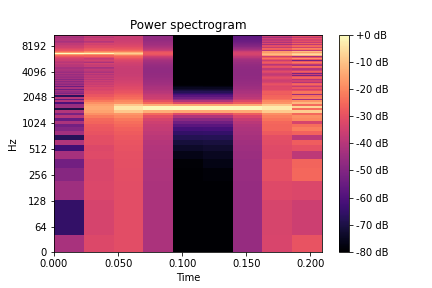 Power spectrogram
Hz
8192
4096
2048
1024
512
256
128
64
0
0.000
0.050
0.100
0.150
0.200
Time
+0 dB
-10 dB
-20 dB
-30 dB
-40 dB
-50 dB
-60 dB
-70 dB
-80 dB